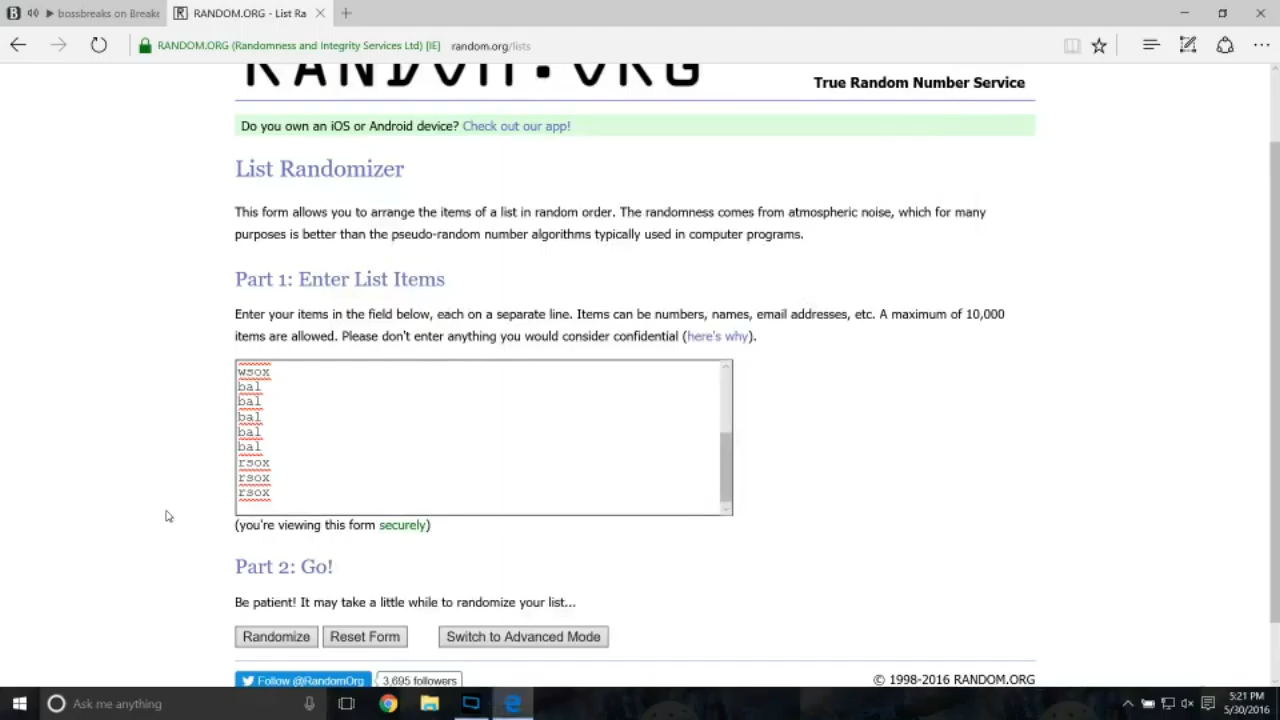 bossbreaks on Breake
RANDOM.ORG - List Ra
RANDOM.ORG (Randomness and Integrity Services Ltd) [IE] random.org/lists
RANDOM.ORG
True Random Number Service
Do you own an iOS or Android device? Check out our app!
List Randomizer
This form allows you to arrange the items of a list in random order. The randomness comes from atmospheric noise, which for many
purposes is better than the pseudo-random number algorithms typically used in computer programs.
Part 1: Enter List Items
Enter your items in the field below, each on a separate line. Items can be numbers, names, email addresses, etc. A maximum of 10,000
items are allowed. Please don't enter anything you would consider confidential (here's why).
wsox
bal
bal
bal
bal
bal
rsox
rsox
rsox
(you're viewing this form securely)
Part 2: Go!
Be patient! It may take a little while to randomize your list...
Randomize Reset Form Switch to Advanced Mode
Follow @RandomOrg 3,695 followers
© 1998-2016 RANDOM.ORG
Ask me anything
5:21 PM
5/30/2016